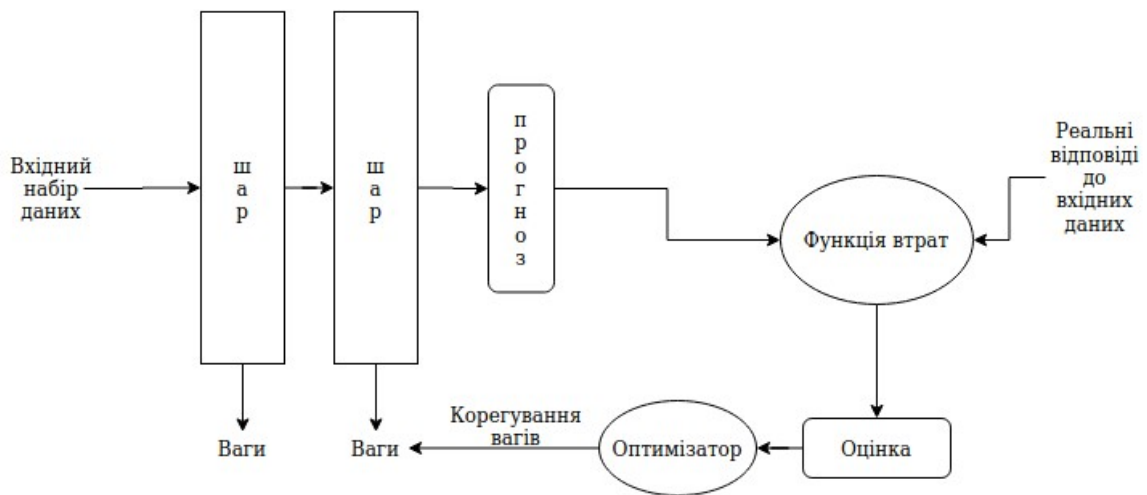 Вхідний
набір
даних
ш
а
р
ш
а
р
п
р
о
г
н
о
з
Функція втрат
Реальні
відповіді
до
вхідних
даних
Ваги
Ваги
Корегування
вагів
Оптимізатор
Оцінка